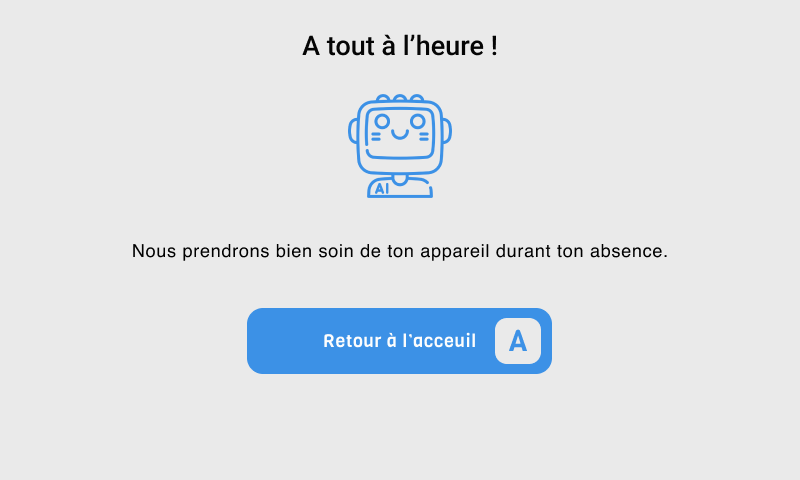 A tout à l’heure !
AI
Nous prendrons bien soin de ton appareil durant ton absence.
Retour à l’acceuil A